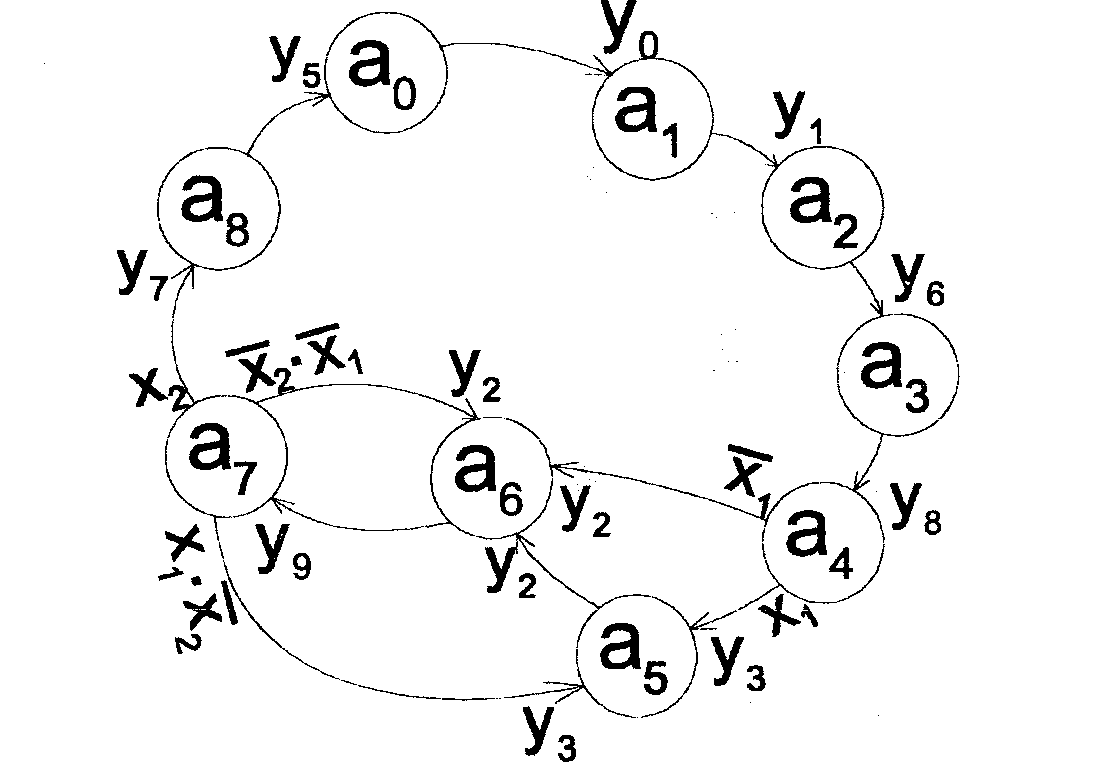 y₅ a₀ y₀
a₁ y₁
a₂
a₈ y₆
y₇ a₃
x₂ x̅₂·x̅₁ y₂
a₇ a₆ x̅₁ y₈
y₉ y₂ a₄
x₁·x̅₂ y₂ x₁
a₅ y₃
y₃